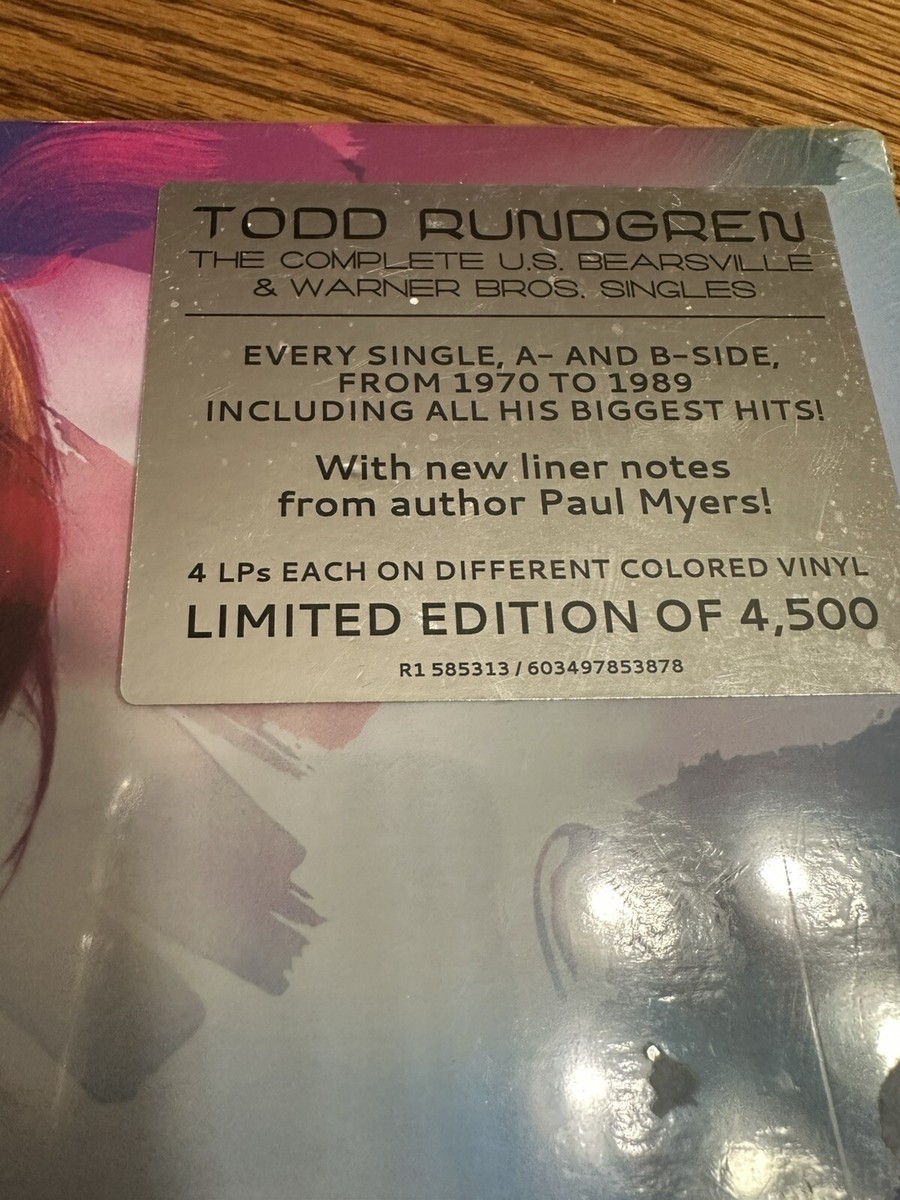 TODD RUNDGREN
THE COMPLETE U.S. BEARSVILLE
& WARNER BROS. SINGLES
EVERY SINGLE, A- AND B-SIDE,
FROM 1970 TO 1989
INCLUDING ALL HIS BIGGEST HITS!
With new liner notes
from author Paul Myers!
4 LPs EACH ON DIFFERENT COLORED VINYL
LIMITED EDITION OF 4,500
R1 585313 / 603497853878